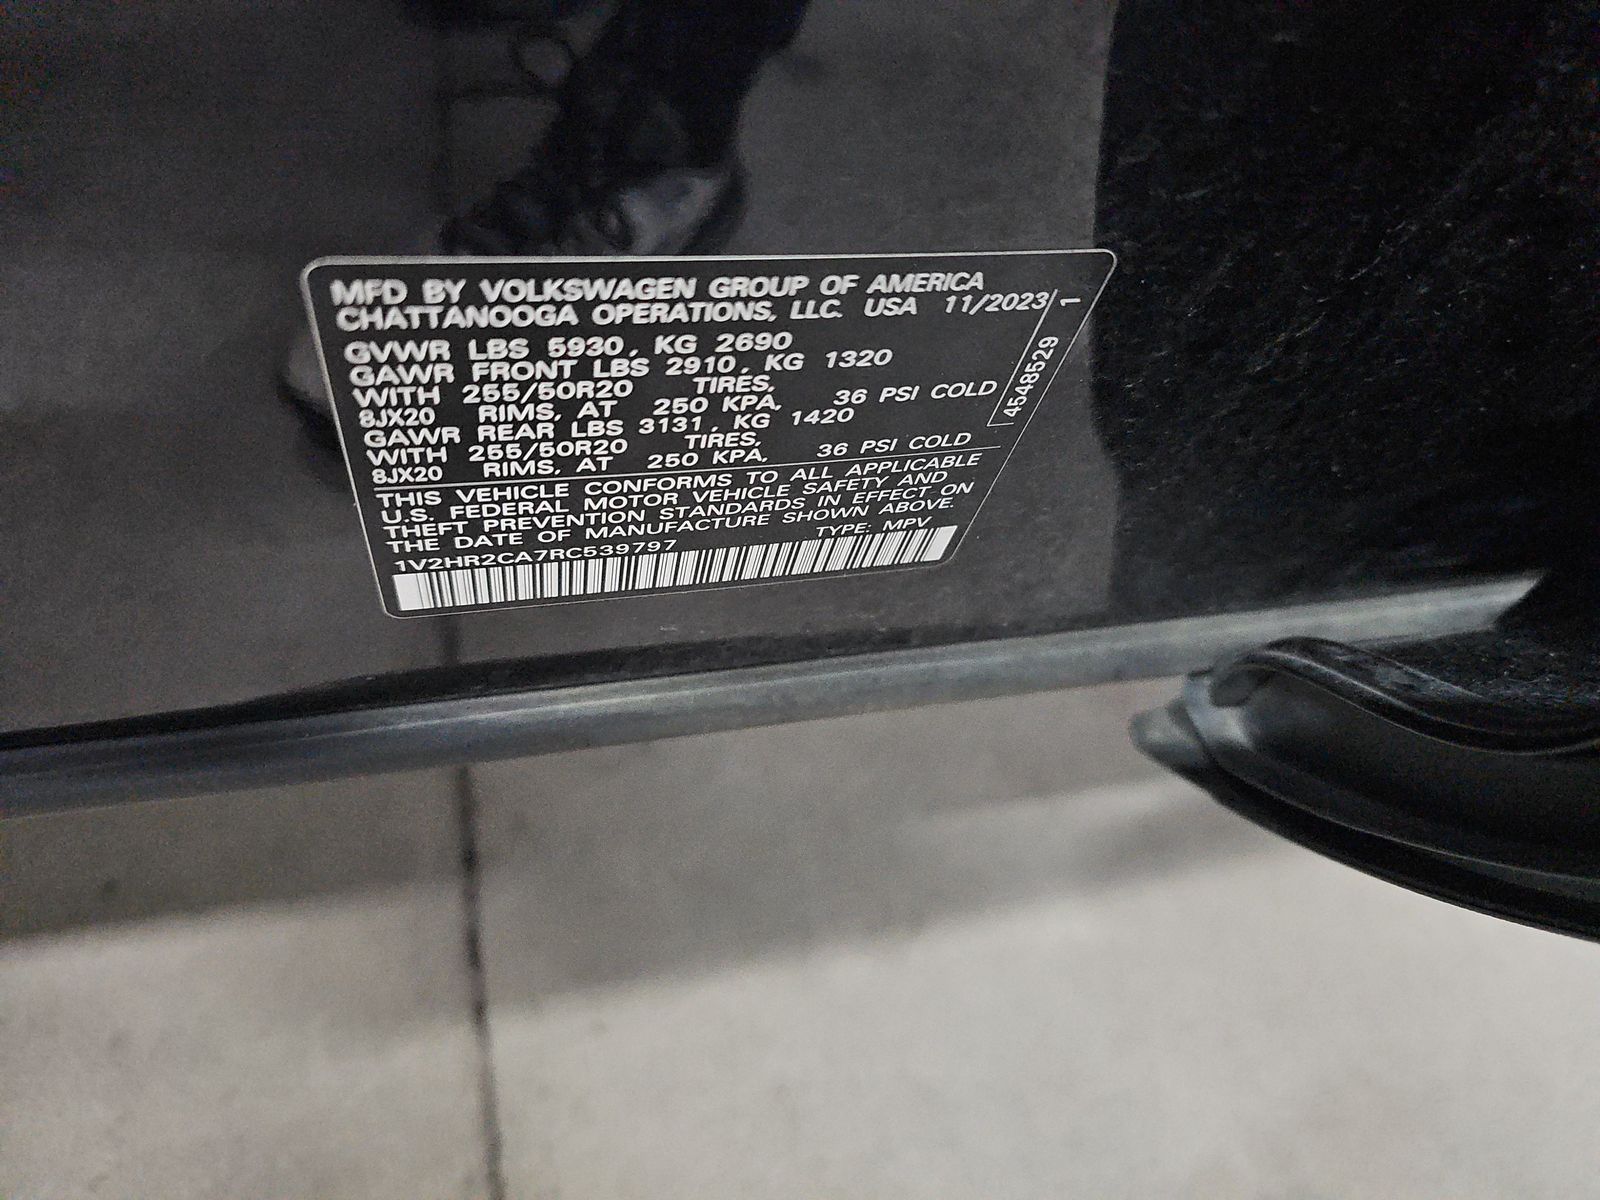 MFD BY VOLKSWAGEN GROUP OF AMERICA
CHATTANOOGA OPERATIONS, LLC. USA 11/2023
GVWR LBS 5930, KG 2690
GAWR FRONT LBS 2910, KG 1320
WITH 255/50R20 TIRES,
8JX20 RIMS, AT 250 KPA, 36 PSI COLD
GAWR REAR LBS 3131, KG 1420
WITH 255/50R20 TIRES,
8JX20 RIMS, AT 250 KPA, 36 PSI COLD
THIS VEHICLE CONFORMS TO ALL APPLICABLE
U.S. FEDERAL MOTOR VEHICLE SAFETY AND
THEFT PREVENTION STANDARDS IN EFFECT ON
THE DATE OF MANUFACTURE SHOWN ABOVE.
1V2HR2CA7RC539797 TYPE: MPV
4548529 1